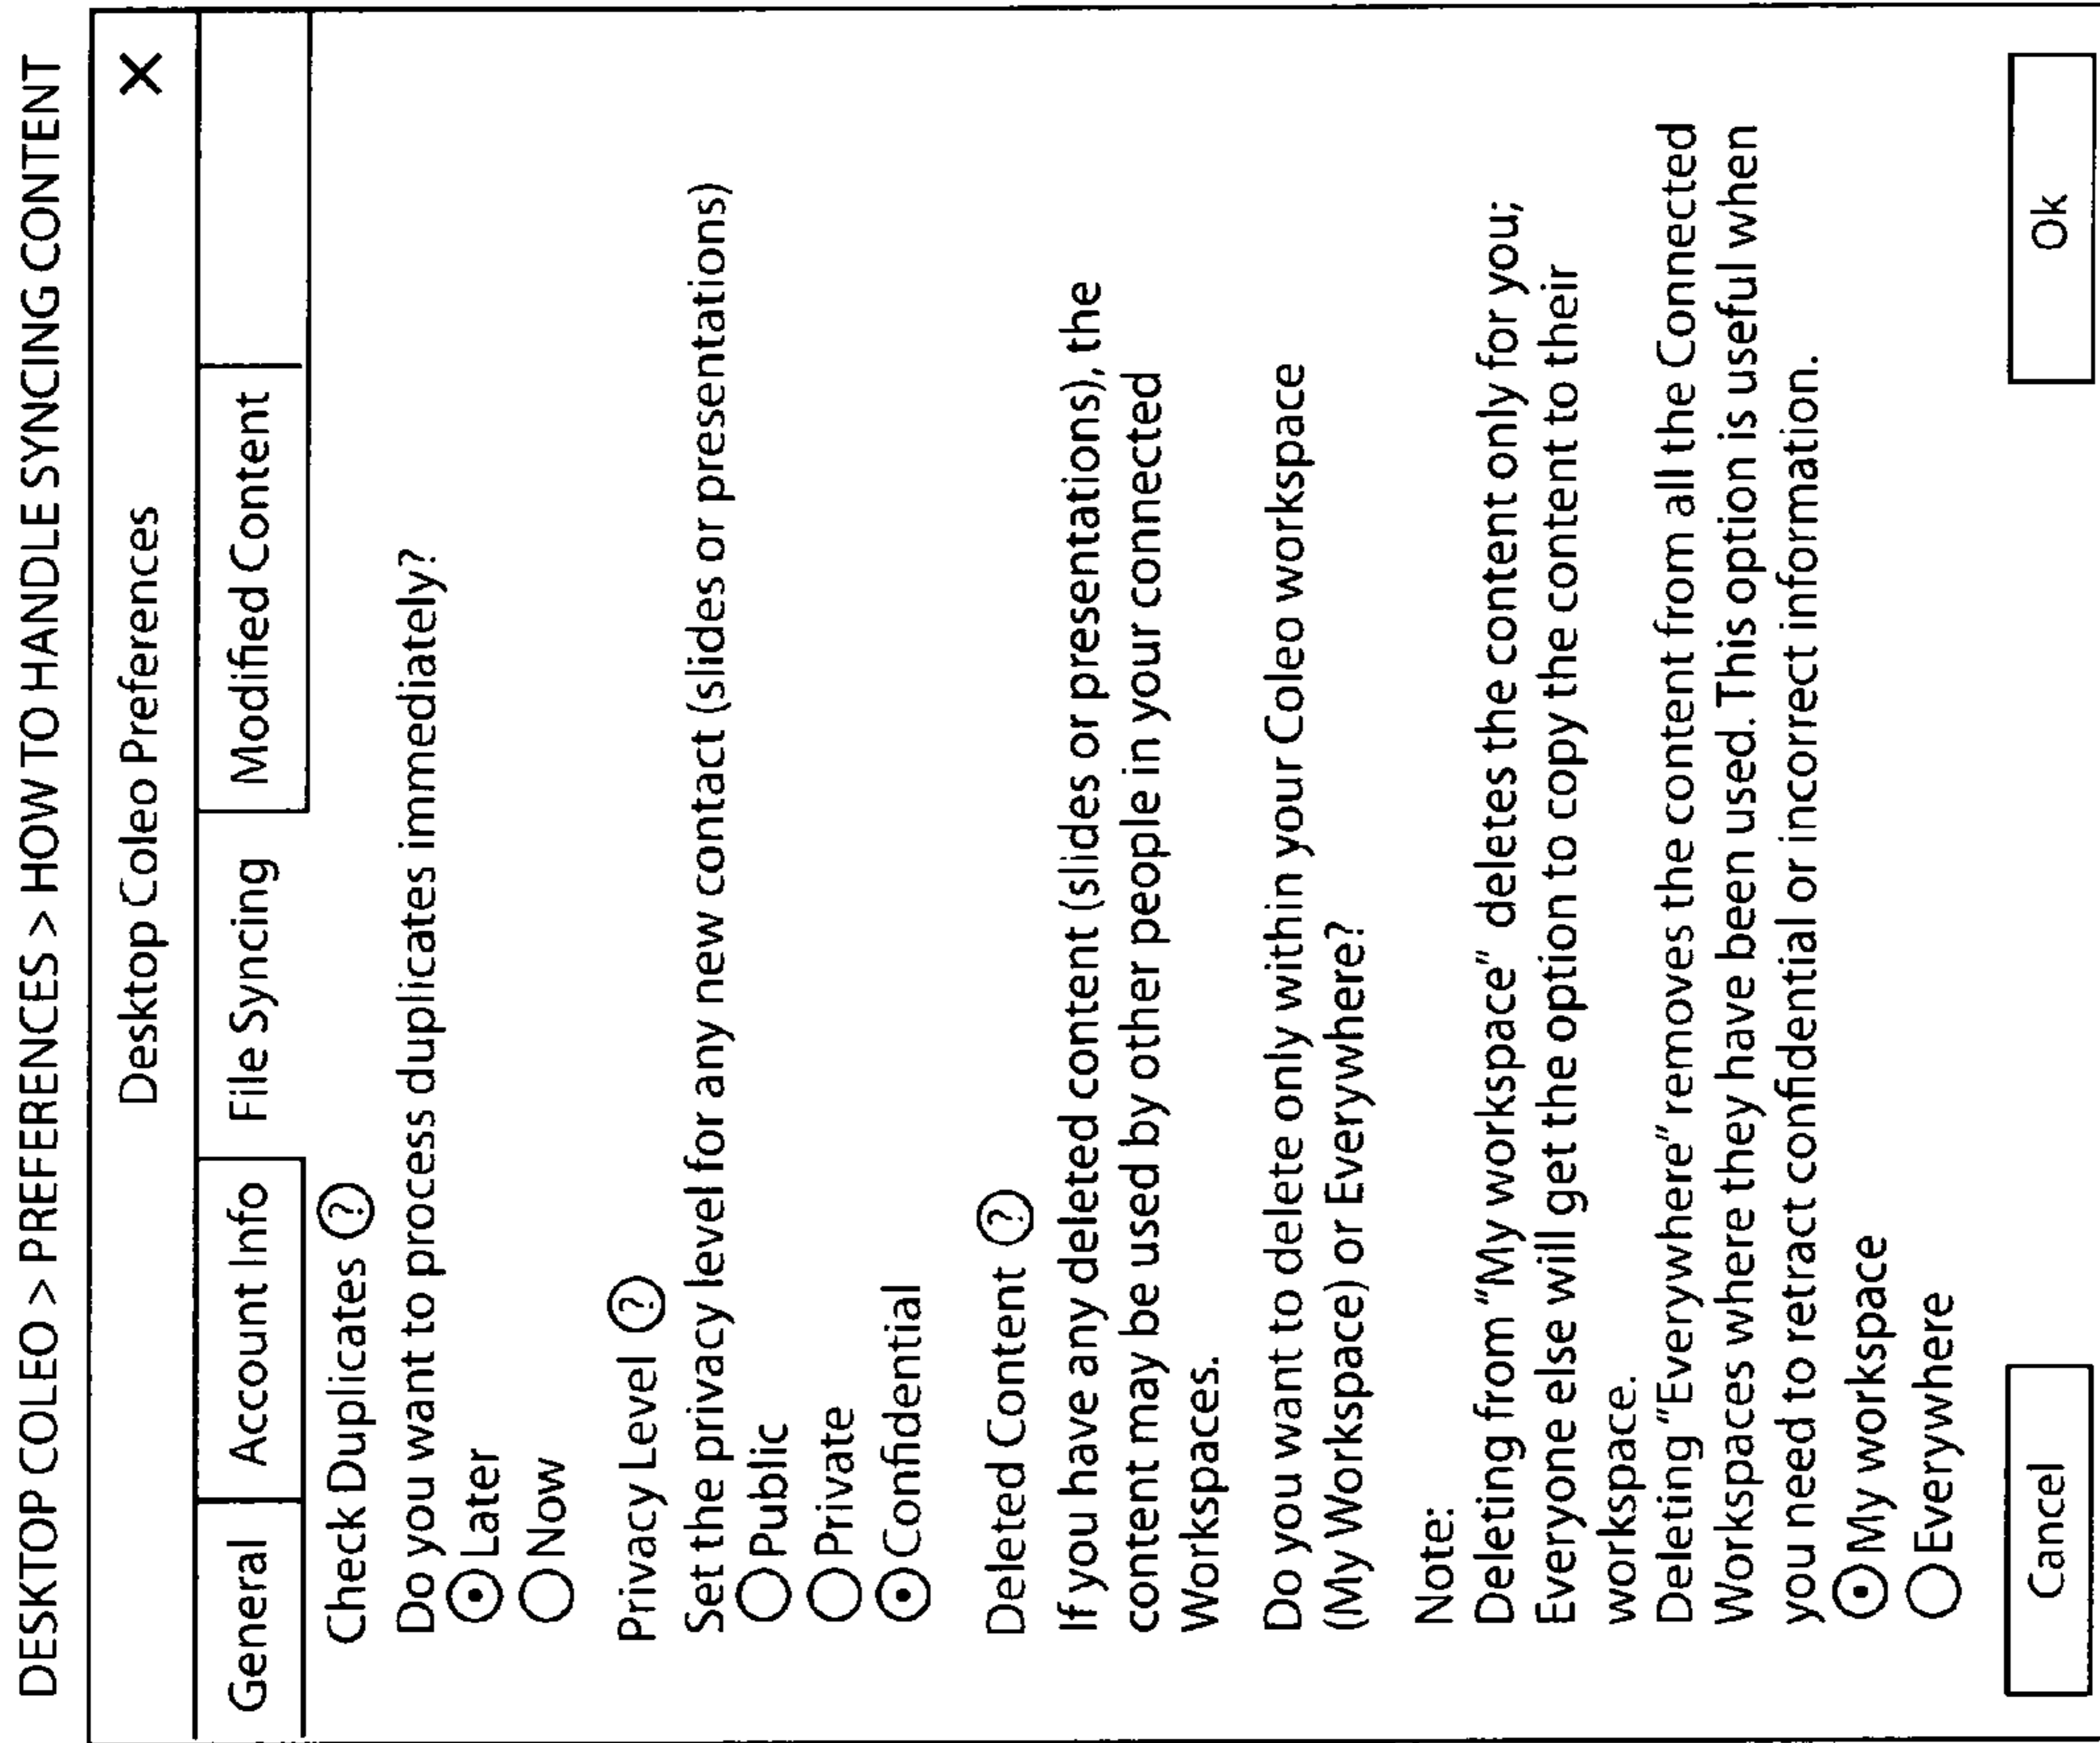 DESKTOP COLEO > PREFERENCES > HOW TO HANDLE SYNCING CONTENT
Desktop Coleo Preferences X
General Account Info File Syncing Modified Content
Check Duplicates ?
Do you want to process duplicates immediately?
Later
Now
Privacy Level ?
Set the privacy level for any new contact (slides or presentations)
Public
Private
Confidential
Deleted Content ?
If you have any deleted content (slides or presentations), the
content may be used by other people in your connected
Workspaces.
Do you want to delete only within your Coleo workspace
(My Workspace) or Everywhere?
Note:
Deleting from "My workspace" deletes the content only for you;
Everyone else will get the option to copy the content to their
workspace.
Deleting "Everywhere" removes the content from all the Connected
Workspaces where they have been used. This option is useful when
you need to retract confidential or incorrect information.
My workspace
Everywhere
Cancel Ok